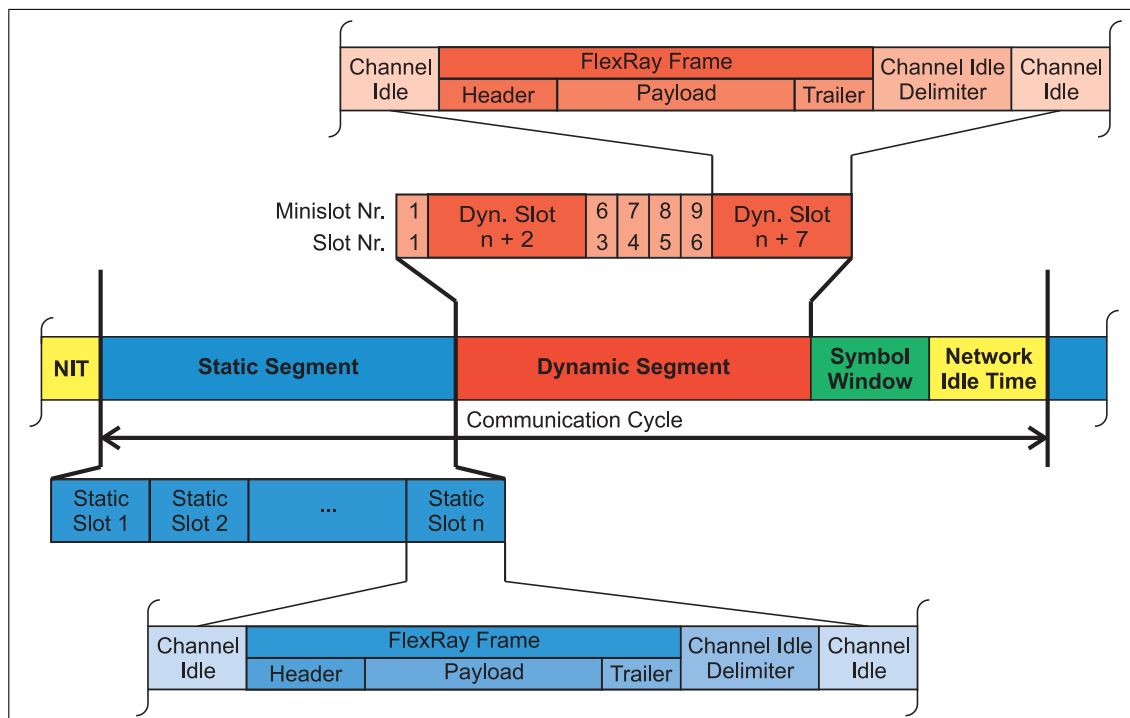 FlexRay Frame
Channel Idle
Header
Payload
Trailer
Channel Idle Delimiter
Channel Idle
Minislot Nr.
1
Dyn. Slot n + 2
6 7 8 9
Dyn. Slot n + 7
Slot Nr.
1
3 4 5 6
NIT
Static Segment
Dynamic Segment
Symbol Window
Network Idle Time
Communication Cycle
Static Slot 1
Static Slot 2
...
Static Slot n
Channel Idle
FlexRay Frame
Header
Payload
Trailer
Channel Idle Delimiter
Channel Idle